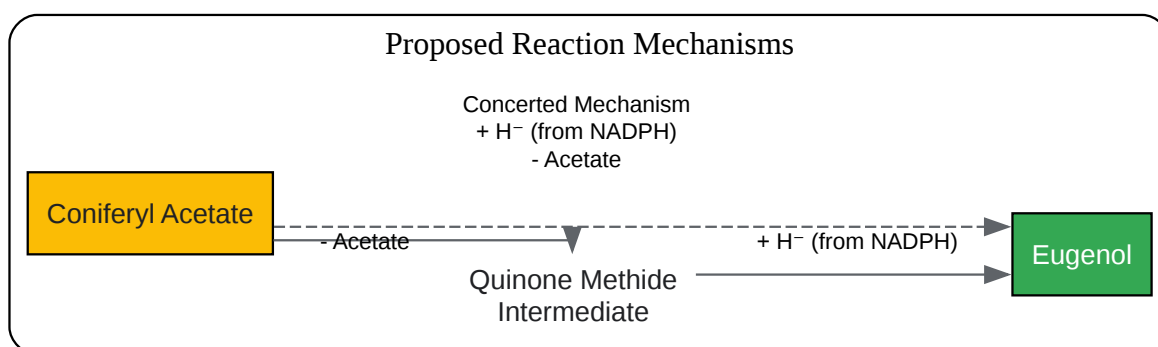 Proposed Reaction Mechanisms
Concerted Mechanism
+ H⁻ (from NADPH)
- Acetate
Coniferyl Acetate
- Acetate
+ H⁻ (from NADPH)
Eugenol
Quinone Methide
Intermediate